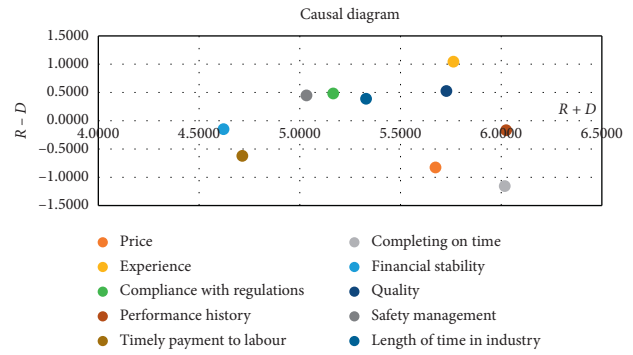 Causal diagram
1.5000
1.0000
0.5000
0.0000
–0.5000
–1.0000
–1.5000
R – D
4.0000 4.5000 5.0000 5.5000 6.0000 6.5000
R + D
Price
Experience
Compliance with regulations
Performance history
Timely payment to labour
Completing on time
Financial stability
Quality
Safety management
Length of time in industry